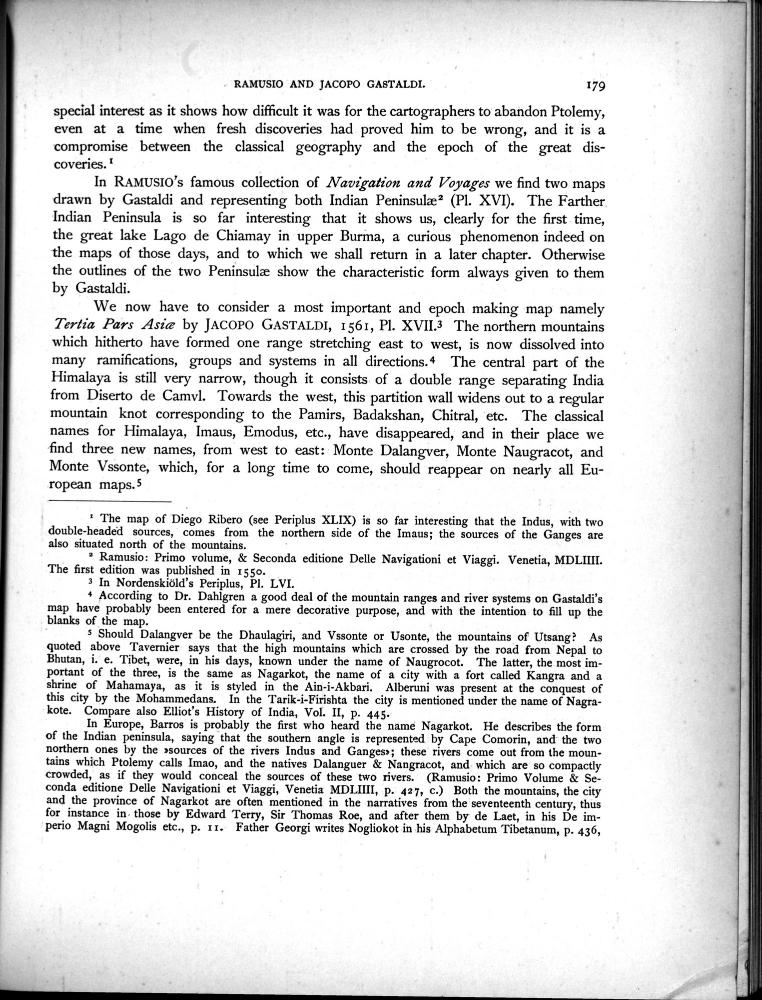 RAMUSIO AND JACOPO GASTALDI. 179
special interest as it shows how difficult it was for the cartographers to abandon Ptolemy,
even at a time when fresh discoveries had proved him to be wrong, and it is a
compromise between the classical geography and the epoch of the great dis-
coveries.¹
In RAMUSIO's famous collection of Navigation and Voyages we find two maps
drawn by Gastaldi and representing both Indian Peninsulæ² (Pl. XVI). The Farther
Indian Peninsula is so far interesting that it shows us, clearly for the first time,
the great lake Lago de Chiamay in upper Burma, a curious phenomenon indeed on
the maps of those days, and to which we shall return in a later chapter. Otherwise
the outlines of the two Peninsulæ show the characteristic form always given to them
by Gastaldi.
We now have to consider a most important and epoch making map namely
Tertia Pars Asiæ by JACOPO GASTALDI, 1561, Pl. XVII.³ The northern mountains
which hitherto have formed one range stretching east to west, is now dissolved into
many ramifications, groups and systems in all directions.⁴ The central part of the
Himalaya is still very narrow, though it consists of a double range separating India
from Diserto de Camvl. Towards the west, this partition wall widens out to a regular
mountain knot corresponding to the Pamirs, Badakshan, Chitral, etc. The classical
names for Himalaya, Imaus, Emodus, etc., have disappeared, and in their place we
find three new names, from west to east: Monte Dalangver, Monte Naugracot, and
Monte Vssonte, which, for a long time to come, should reappear on nearly all Eu-
ropean maps.⁵
¹ The map of Diego Ribero (see Periplus XLIX) is so far interesting that the Indus, with two
double-headed sources, comes from the northern side of the Imaus; the sources of the Ganges are
also situated north of the mountains.
² Ramusio: Primo volume, & Seconda editione Delle Navigationi et Viaggi. Venetia, MDLIIII.
The first edition was published in 1550.
³ In Nordenskiöld's Periplus, Pl. LVI.
⁴ According to Dr. Dahlgren a good deal of the mountain ranges and river systems on Gastaldi's
map have probably been entered for a mere decorative purpose, and with the intention to fill up the
blanks of the map.
⁵ Should Dalangver be the Dhaulagiri, and Vssonte or Usonte, the mountains of Utsang? As
quoted above Tavernier says that the high mountains which are crossed by the road from Nepal to
Bhutan, i. e. Tibet, were, in his days, known under the name of Naugrocot. The latter, the most im-
portant of the three, is the same as Nagarkot, the name of a city with a fort called Kangra and a
shrine of Mahamaya, as it is styled in the Ain-i-Akbari. Alberuni was present at the conquest of
this city by the Mohammedans. In the Tarik-i-Firishta the city is mentioned under the name of Nagra-
kote. Compare also Elliot's History of India, Vol. II, p. 445.
In Europe, Barros is probably the first who heard the name Nagarkot. He describes the form
of the Indian peninsula, saying that the southern angle is represented by Cape Comorin, and the two
northern ones by the »sources of the rivers Indus and Ganges»; these rivers come out from the moun-
tains which Ptolemy calls Imao, and the natives Dalanguer & Nangracot, and which are so compactly
crowded, as if they would conceal the sources of these two rivers. (Ramusio: Primo Volume & Se-
conda editione Delle Navigationi et Viaggi, Venetia MDLIIII, p. 427, c.) Both the mountains, the city
and the province of Nagarkot are often mentioned in the narratives from the seventeenth century, thus
for instance in those by Edward Terry, Sir Thomas Roe, and after them by de Laet, in his De im-
perio Magni Mogolis etc., p. 11. Father Georgi writes Nogliokot in his Alphabetum Tibetanum, p. 436,